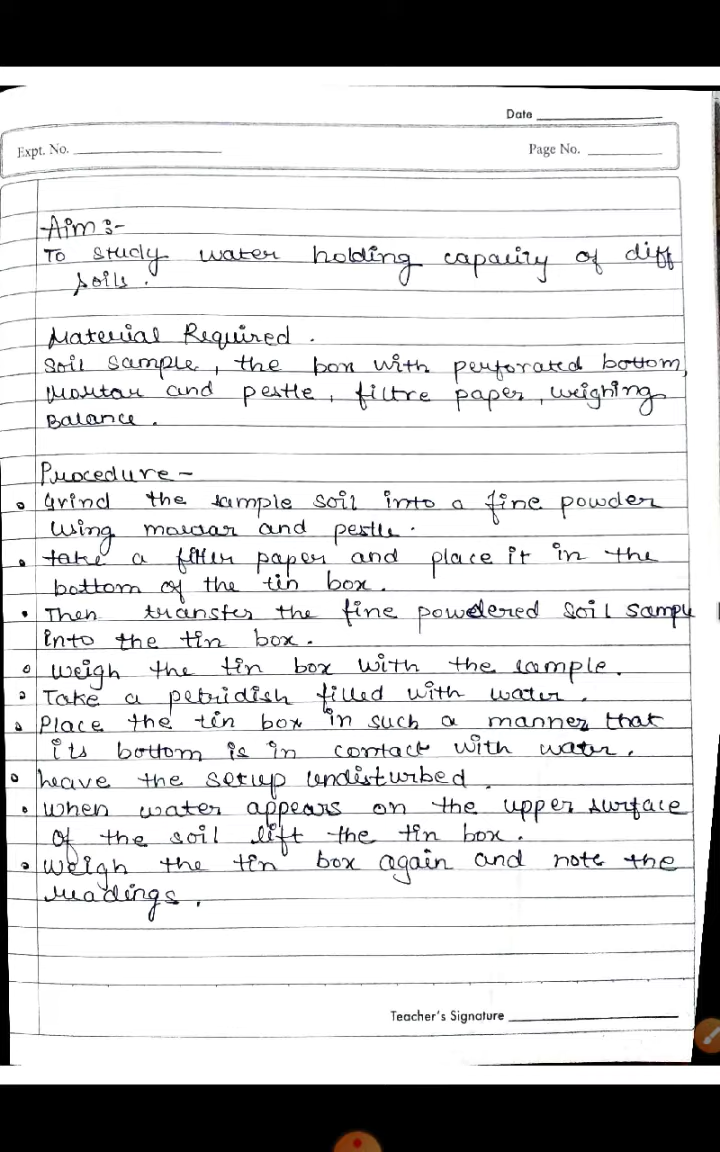 Date
Expt. No.
Page No.
Aim :-
To study water holding capacity of diff
soils.
Material Required.
Soil sample, the box with perforated bottom,
Mortar and pestle, filtre paper, weighing
Balance.
Procedure -
Grind the sample soil into a fine powder
using mordar and pestle.
take a filter paper and place it in the
bottom of the tin box.
Then transfer the fine powdered soil sample
into the tin box.
weigh the tin box with the sample.
Take a petridish filled with water.
Place the tin box in such a manner that
its bottom is in contact with water.
leave the setup undisturbed.
when water appears on the upper surface
of the soil lift the tin box.
weigh the tin box again and note the
readings.
Teacher's Signature